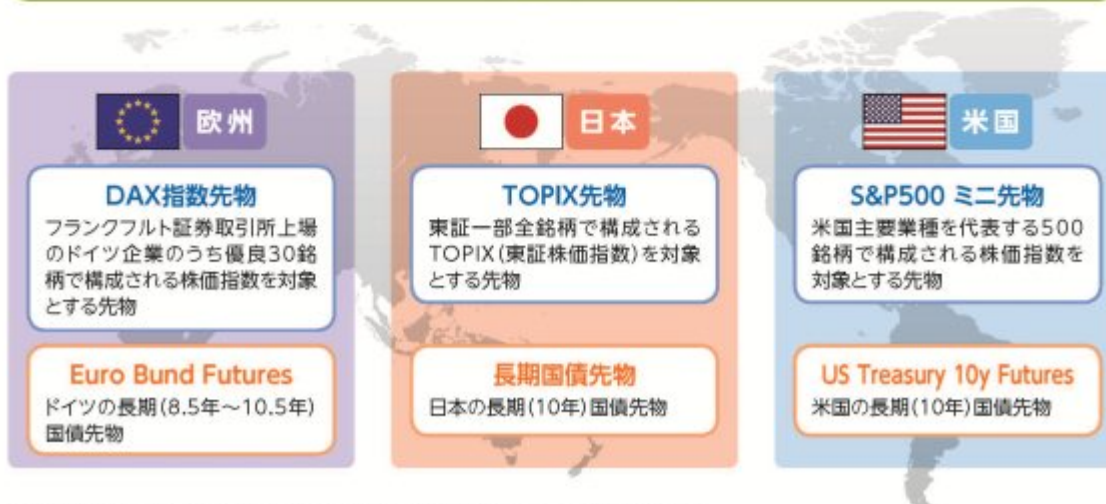 欧州
DAX指数先物
フランクフルト証券取引所上場
のドイツ企業のうち優良30銘
柄で構成される株価指数を対象
とする先物
Euro Bund Futures
ドイツの長期(8.5年～10.5年)
国債先物
日本
TOPIX先物
東証一部全銘柄で構成される
TOPIX(東証株価指数)を対象
とする先物
長期国債先物
日本の長期(10年)国債先物
米国
S&P500 ミニ先物
米国主要業種を代表する500
銘柄で構成される株価指数を
対象とする先物
US Treasury 10y Futures
米国の長期(10年)国債先物